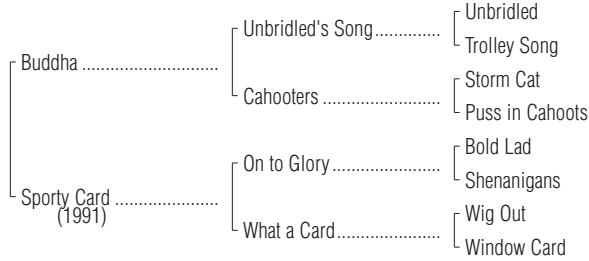 Unbridled
Unbridled's Song..............
Trolley Song
Buddha .............................
Storm Cat
Cahooters .........................
Puss in Cahoots
Bold Lad
On to Glory.......................
Shenanigans
Sporty Card ......................
(1991)
Wig Out
What a Card......................
Window Card